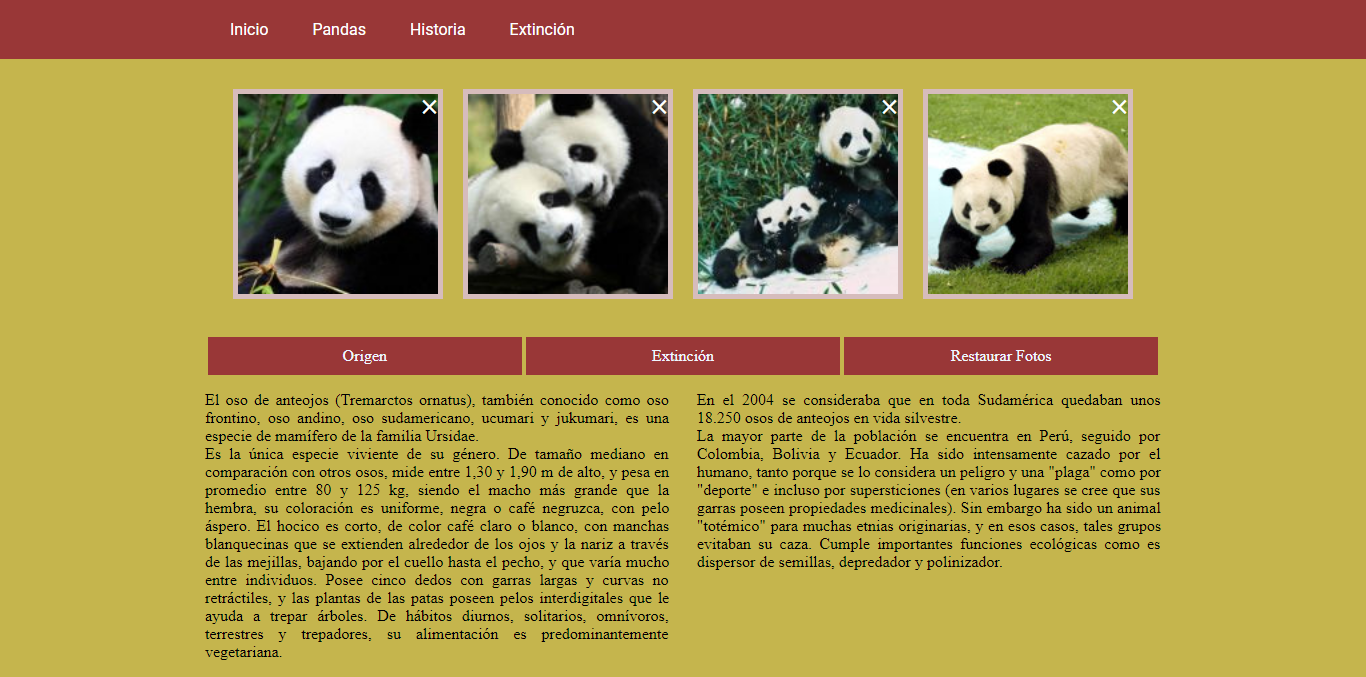 Inicio Pandas Historia Extinción
× × × ×
Origen Extinción Restaurar Fotos
El oso de anteojos (Tremarctos ornatus), también conocido como oso
frontino, oso andino, oso sudamericano, ucumari y jukumari, es una
especie de mamífero de la familia Ursidae.
Es la única especie viviente de su género. De tamaño mediano en
comparación con otros osos, mide entre 1,30 y 1,90 m de alto, y pesa en
promedio entre 80 y 125 kg, siendo el macho más grande que la
hembra, su coloración es uniforme, negra o café negruzca, con pelo
áspero. El hocico es corto, de color café claro o blanco, con manchas
blanquecinas que se extienden alrededor de los ojos y la nariz a través
de las mejillas, bajando por el cuello hasta el pecho, y que varía mucho
entre individuos. Posee cinco dedos con garras largas y curvas no
retráctiles, y las plantas de las patas poseen pelos interdigitales que le
ayuda a trepar árboles. De hábitos diurnos, solitarios, omnívoros,
terrestres y trepadores, su alimentación es predominantemente
vegetariana.
En el 2004 se consideraba que en toda Sudamérica quedaban unos
18.250 osos de anteojos en vida silvestre.
La mayor parte de la población se encuentra en Perú, seguido por
Colombia, Bolivia y Ecuador. Ha sido intensamente cazado por el
humano, tanto porque se lo considera un peligro y una "plaga" como por
"deporte" e incluso por supersticiones (en varios lugares se cree que sus
garras poseen propiedades medicinales). Sin embargo ha sido un animal
"totémico" para muchas etnias originarias, y en esos casos, tales grupos
evitaban su caza. Cumple importantes funciones ecológicas como es
dispersor de semillas, depredador y polinizador.